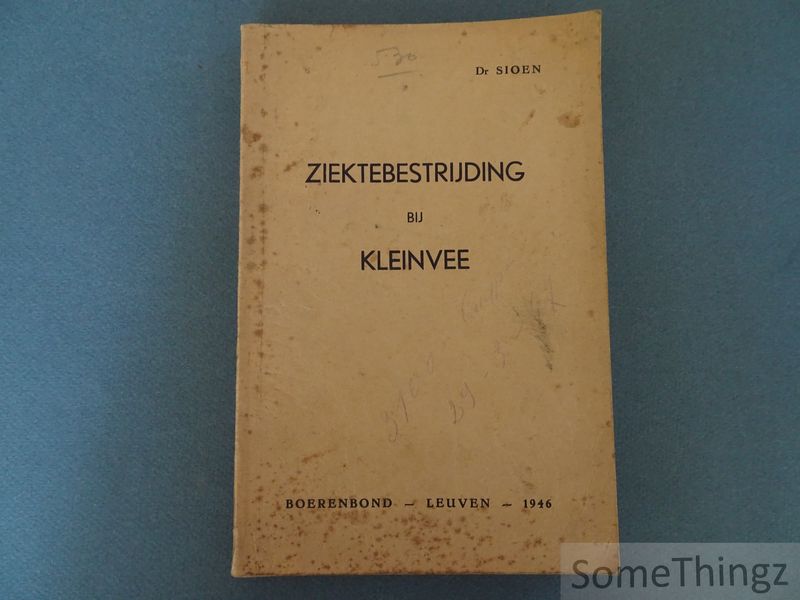 Dr SIOEN
ZIEKTEBESTRIJDING
BIJ
KLEINVEE
BOERENBOND — LEUVEN — 1946
SomeThingz